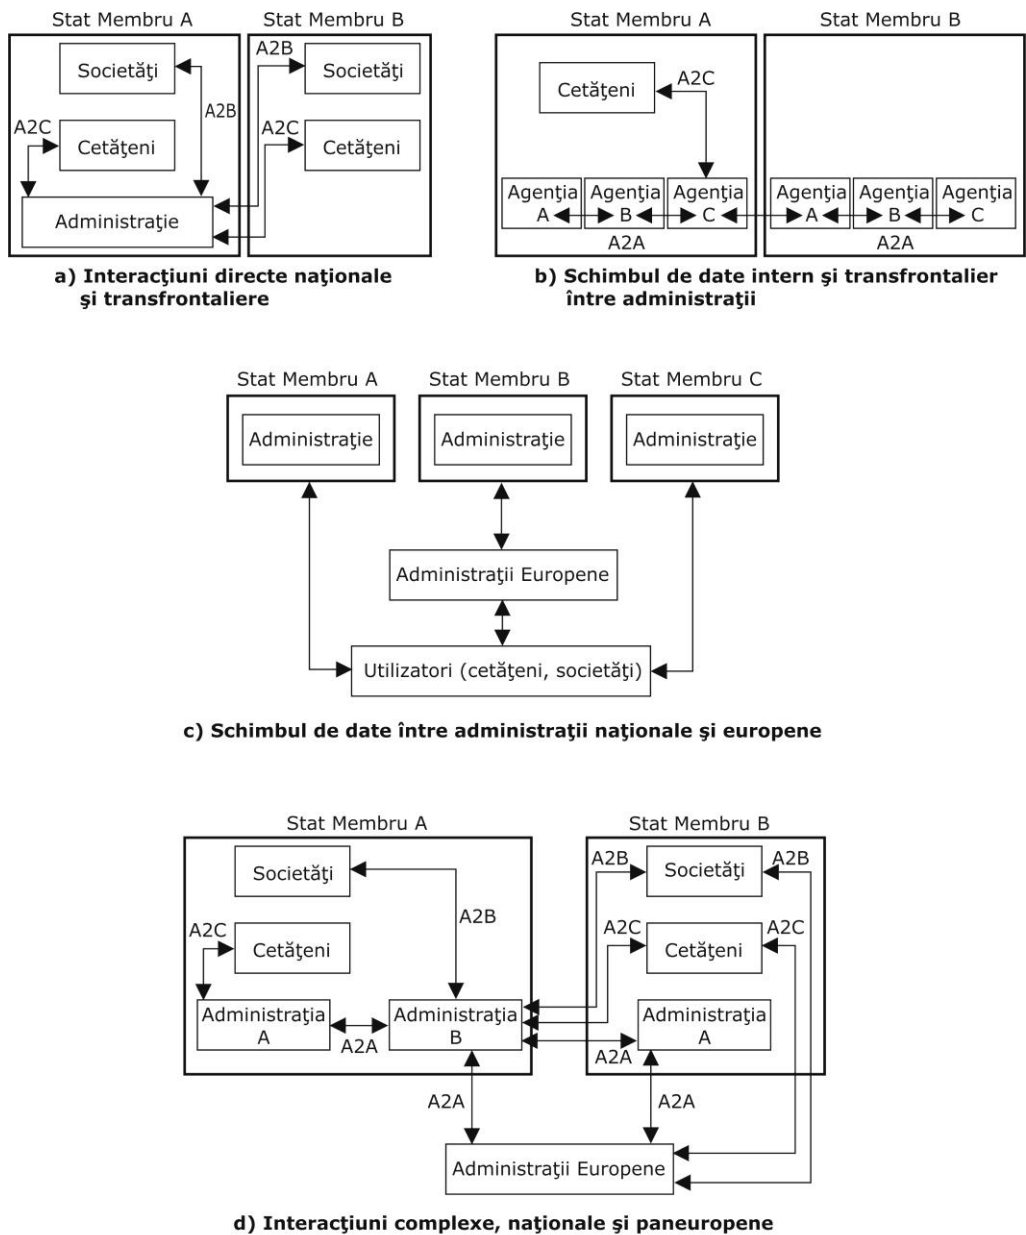 Stat Membru A
Stat Membru B
Societăţi
A2B
A2C
Cetăţeni
Administraţie
A2B
Societăţi
A2C
Cetăţeni
a) Interacţiuni directe naţionale
şi transfrontaliere
Stat Membru A
Stat Membru B
Cetăţeni
A2C
Agenţia
A
Agenţia
B
Agenţia
C
A2A
Agenţia
A
Agenţia
B
Agenţia
C
A2A
b) Schimbul de date intern şi transfrontalier
între administraţii
Stat Membru A
Stat Membru B
Stat Membru C
Administraţie
Administraţie
Administraţie
Administraţii Europene
Utilizatori (cetăţeni, societăţi)
c) Schimbul de date între administraţii naţionale şi europene
Stat Membru A
Stat Membru B
Societăţi
A2B
A2C
Cetăţeni
Administraţia
A
A2A
Administraţia
B
A2B
Societăţi
A2B
A2C
Cetăţeni
A2C
A2A
Administraţia
A
A2A
A2A
Administraţii Europene
d) Interacţiuni complexe, naţionale şi paneuropene